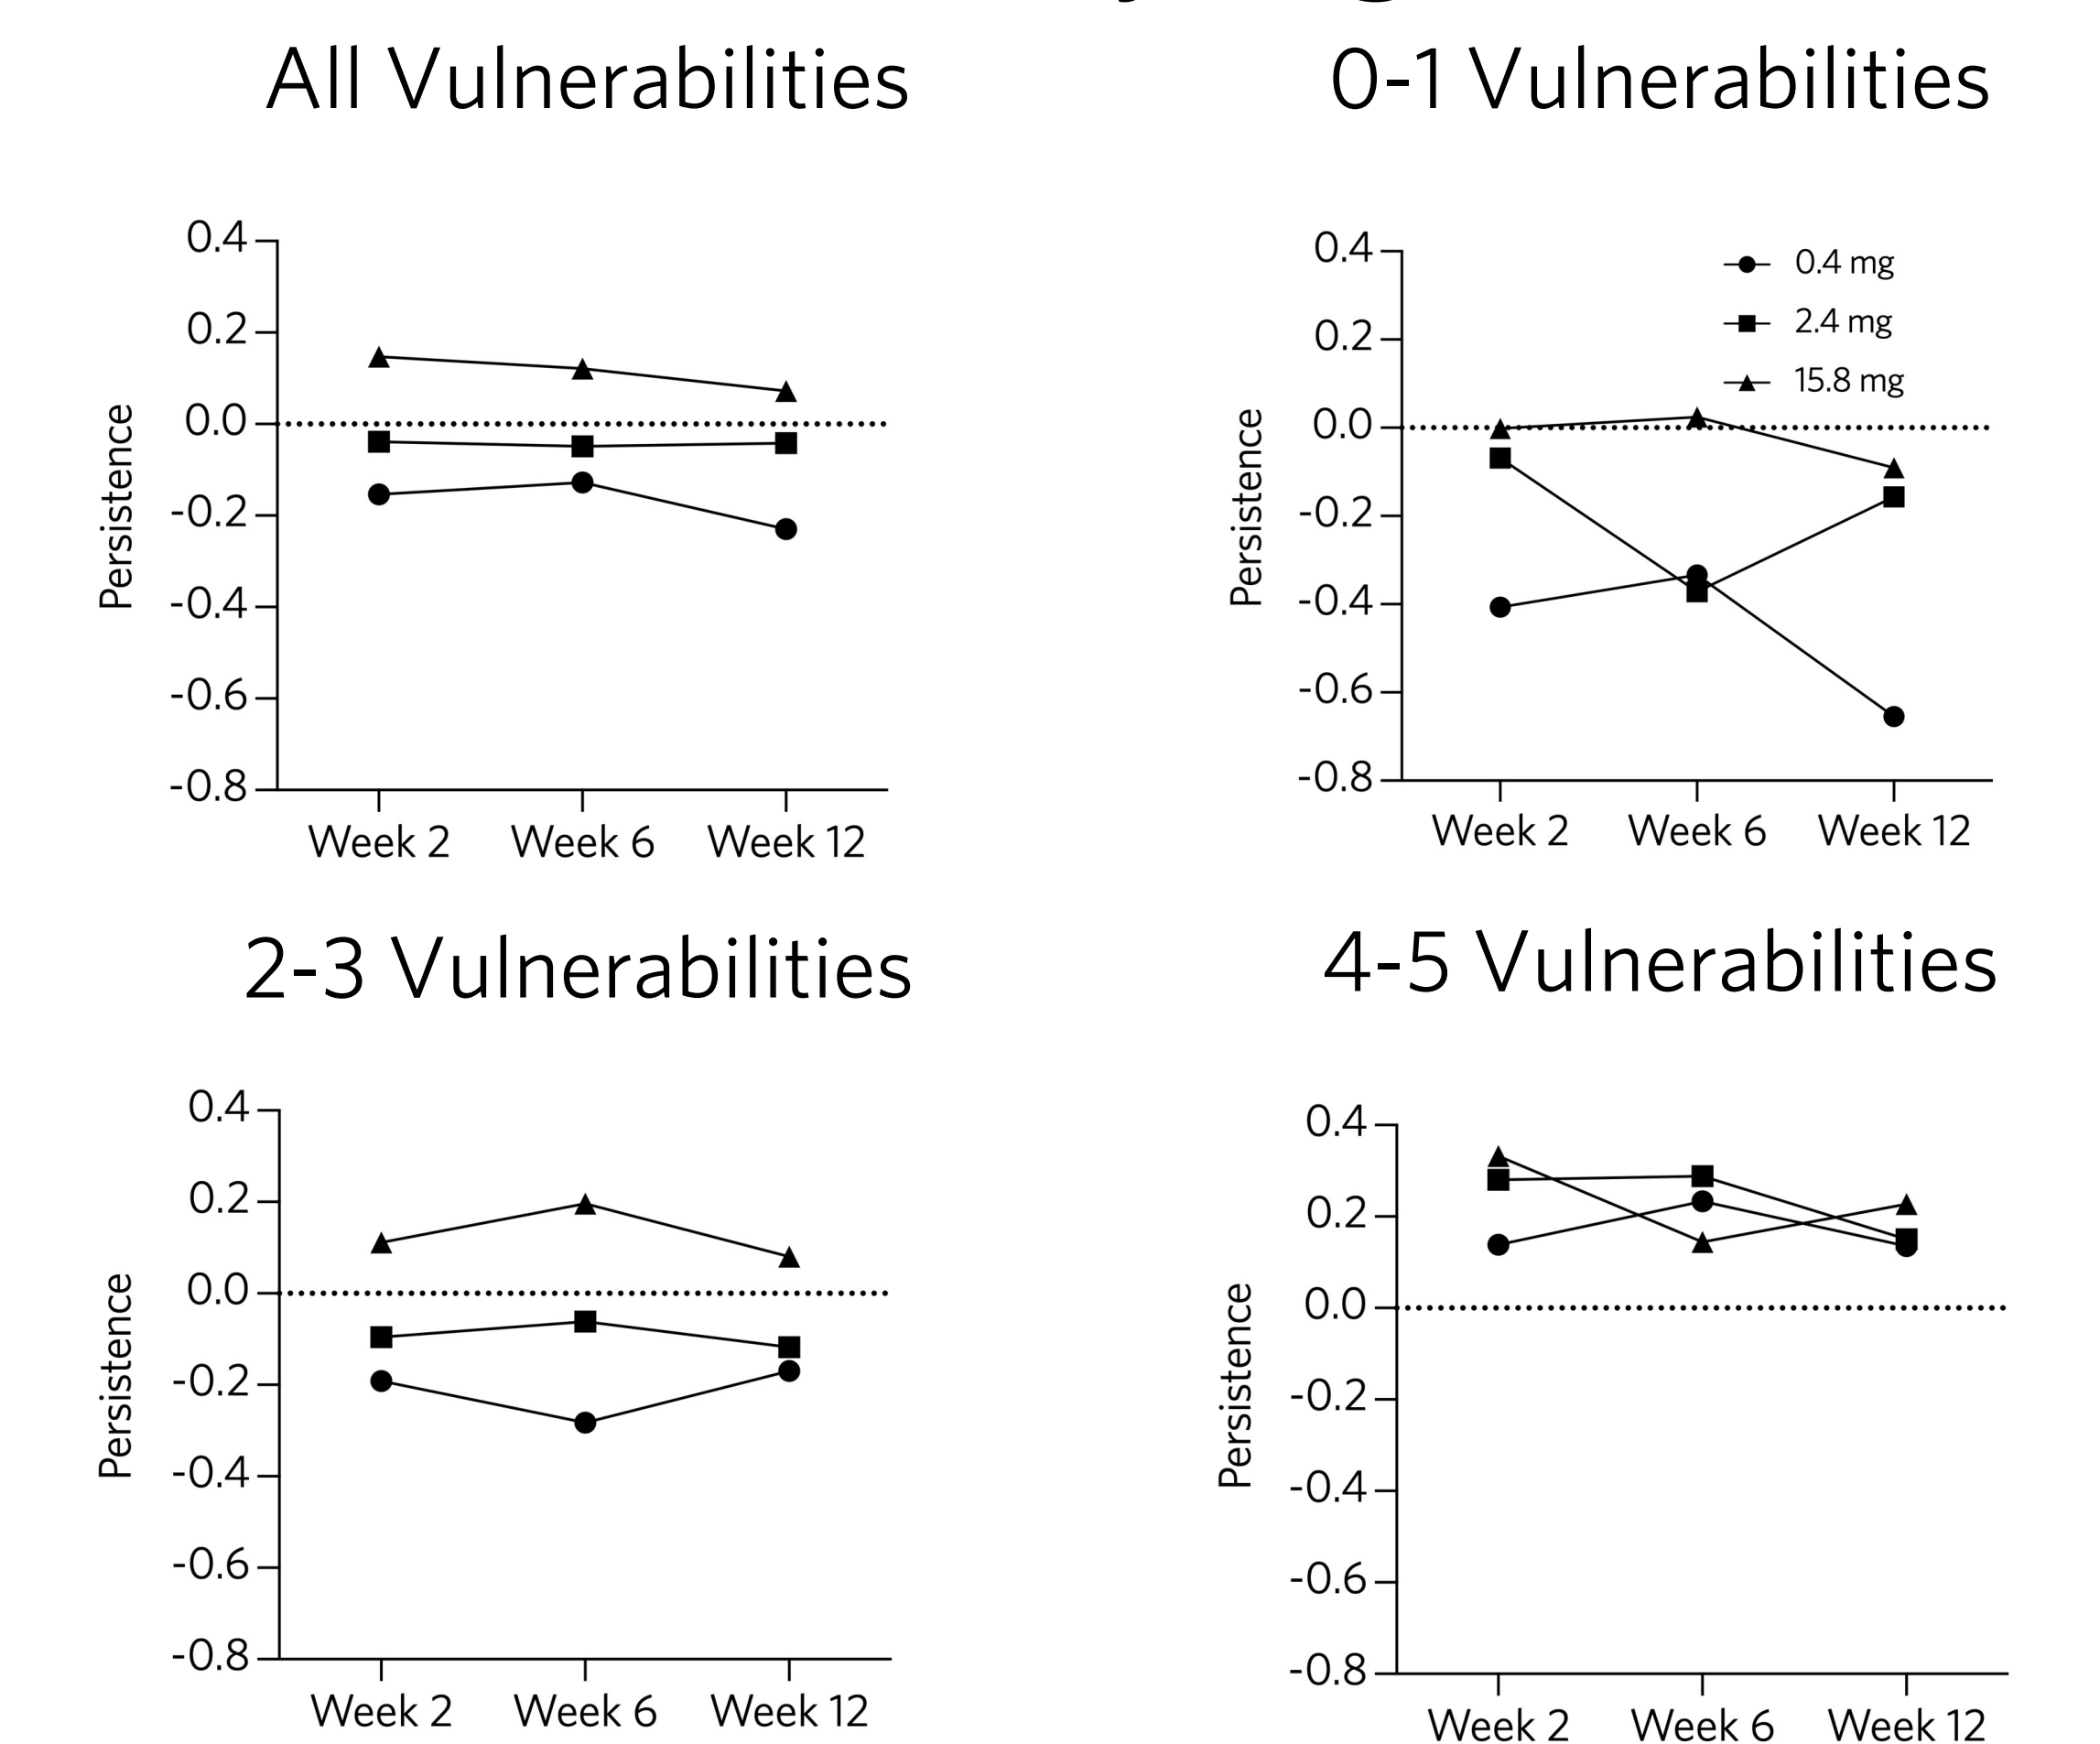 All Vulnerabilities
0.4
0.2
0.0
-0.2
-0.4
-0.6
-0.8
Persistence
Week 2 Week 6 Week 12
0-1 Vulnerabilities
0.4
0.2
0.0
-0.2
-0.4
-0.6
-0.8
Persistence
0.4 mg
2.4 mg
15.8 mg
Week 2 Week 6 Week 12
2-3 Vulnerabilities
0.4
0.2
0.0
-0.2
-0.4
-0.6
-0.8
Persistence
Week 2 Week 6 Week 12
4-5 Vulnerabilities
0.4
0.2
0.0
-0.2
-0.4
-0.6
-0.8
Persistence
Week 2 Week 6 Week 12